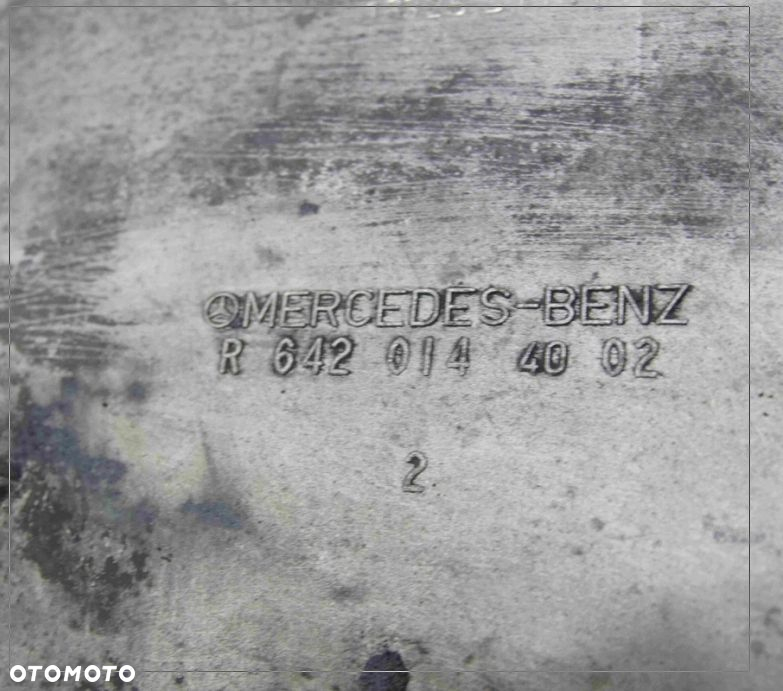 MERCEDES-BENZ
R 642 014 40 02
2
OTOMOTO